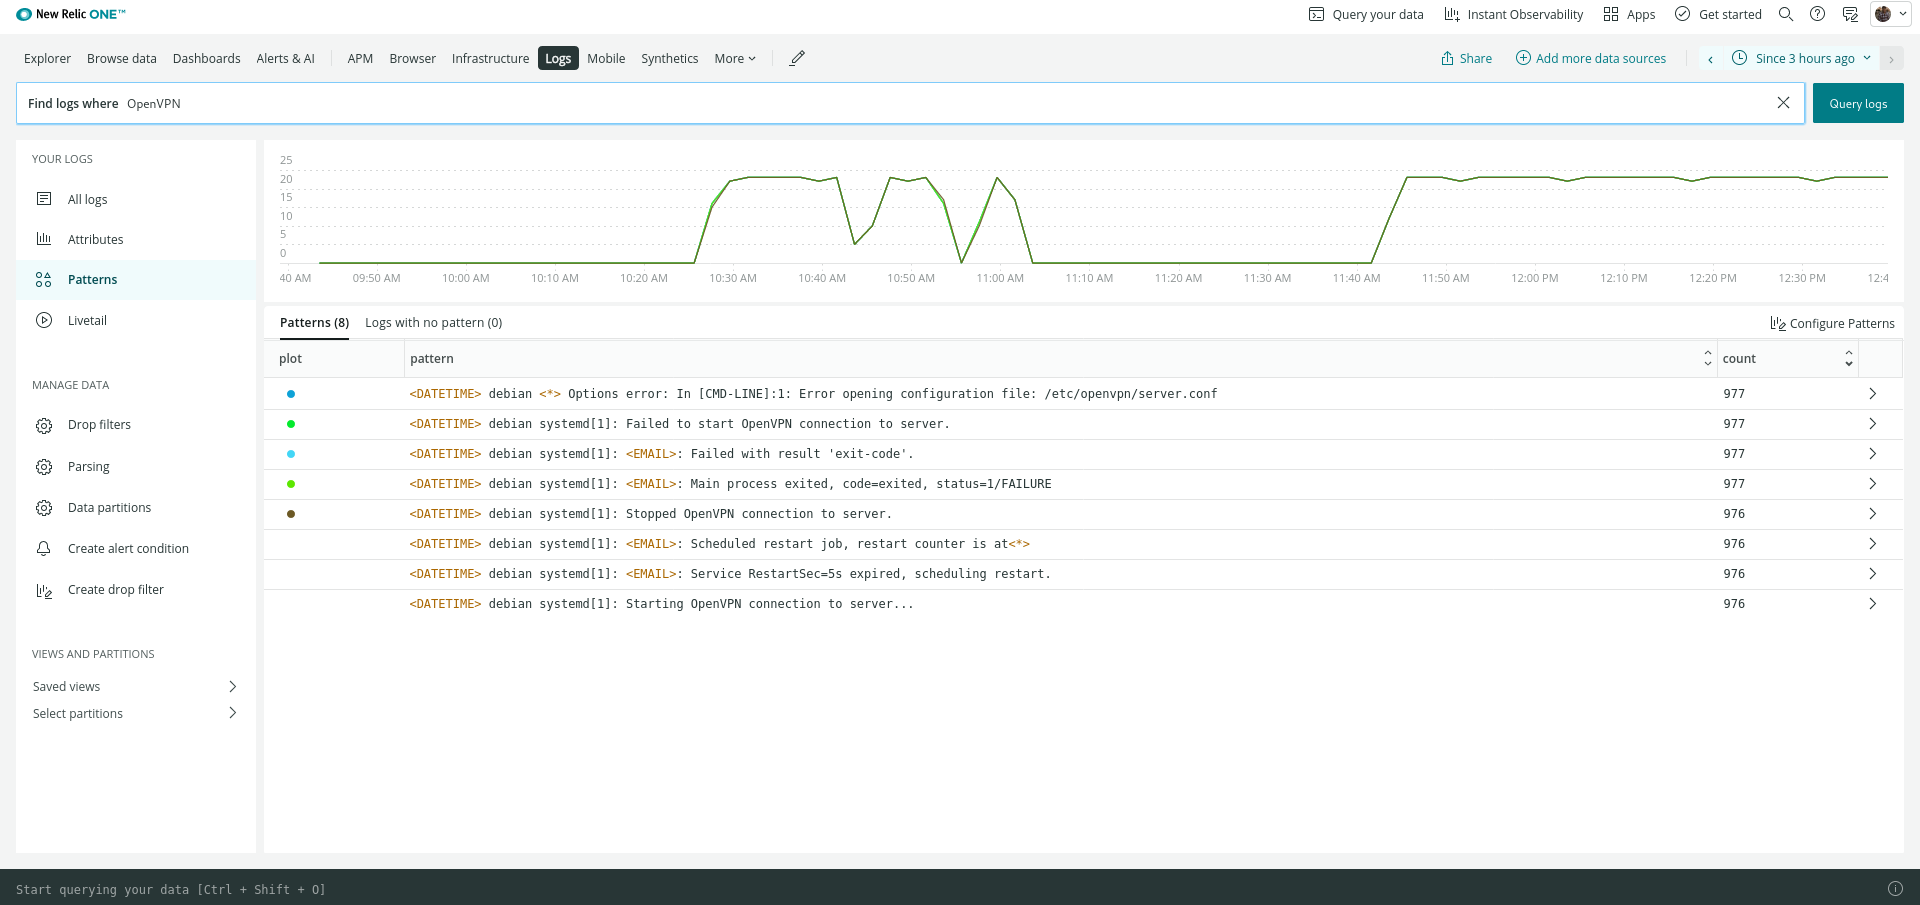 New Relic ONE™
Query your data
Instant Observability
Apps
Get started
Explorer
Browse data
Dashboards
Alerts & AI
APM
Browser
Infrastructure
Logs
Mobile
Synthetics
More
Share
Add more data sources
Since 3 hours ago
Find logs where OpenVPN
Query logs
YOUR LOGS
All logs
Attributes
Patterns
Livetail
MANAGE DATA
Drop filters
Parsing
Data partitions
Create alert condition
Create drop filter
VIEWS AND PARTITIONS
Saved views
Select partitions
25
20
15
10
5
0
40 AM 09:50 AM 10:00 AM 10:10 AM 10:20 AM 10:30 AM 10:40 AM 10:50 AM 11:00 AM 11:10 AM 11:20 AM 11:30 AM 11:40 AM 11:50 AM 12:00 PM 12:10 PM 12:20 PM 12:30 PM 12:4
Patterns (8) Logs with no pattern (0) Configure Patterns
plot pattern count
<DATETIME> debian <*> Options error: In [CMD-LINE]:1: Error opening configuration file: /etc/openvpn/server.conf 977
<DATETIME> debian systemd[1]: Failed to start OpenVPN connection to server. 977
<DATETIME> debian systemd[1]: <EMAIL>: Failed with result 'exit-code'. 977
<DATETIME> debian systemd[1]: <EMAIL>: Main process exited, code=exited, status=1/FAILURE 977
<DATETIME> debian systemd[1]: Stopped OpenVPN connection to server. 976
<DATETIME> debian systemd[1]: <EMAIL>: Scheduled restart job, restart counter is at<*> 976
<DATETIME> debian systemd[1]: <EMAIL>: Service RestartSec=5s expired, scheduling restart. 976
<DATETIME> debian systemd[1]: Starting OpenVPN connection to server... 976
Start querying your data [Ctrl + Shift + O]